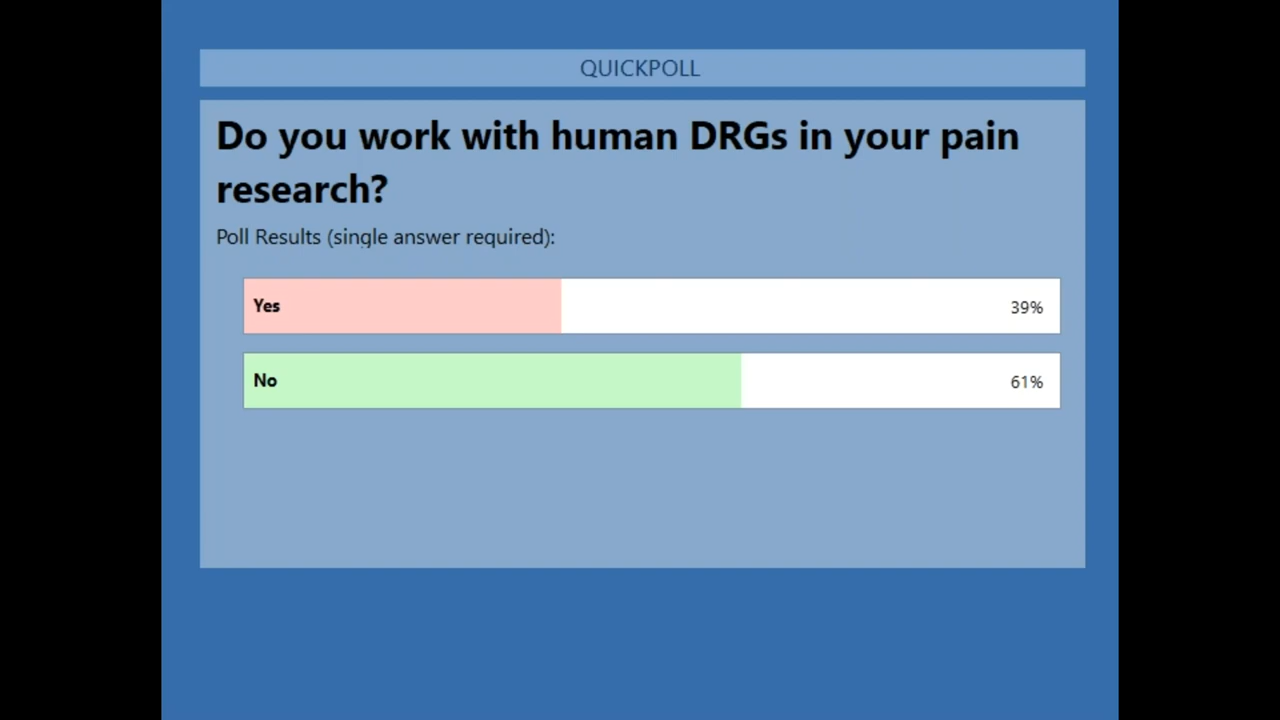 QUICKPOLL
Do you work with human DRGs in your pain
research?
Poll Results (single answer required):
Yes 39%
No 61%